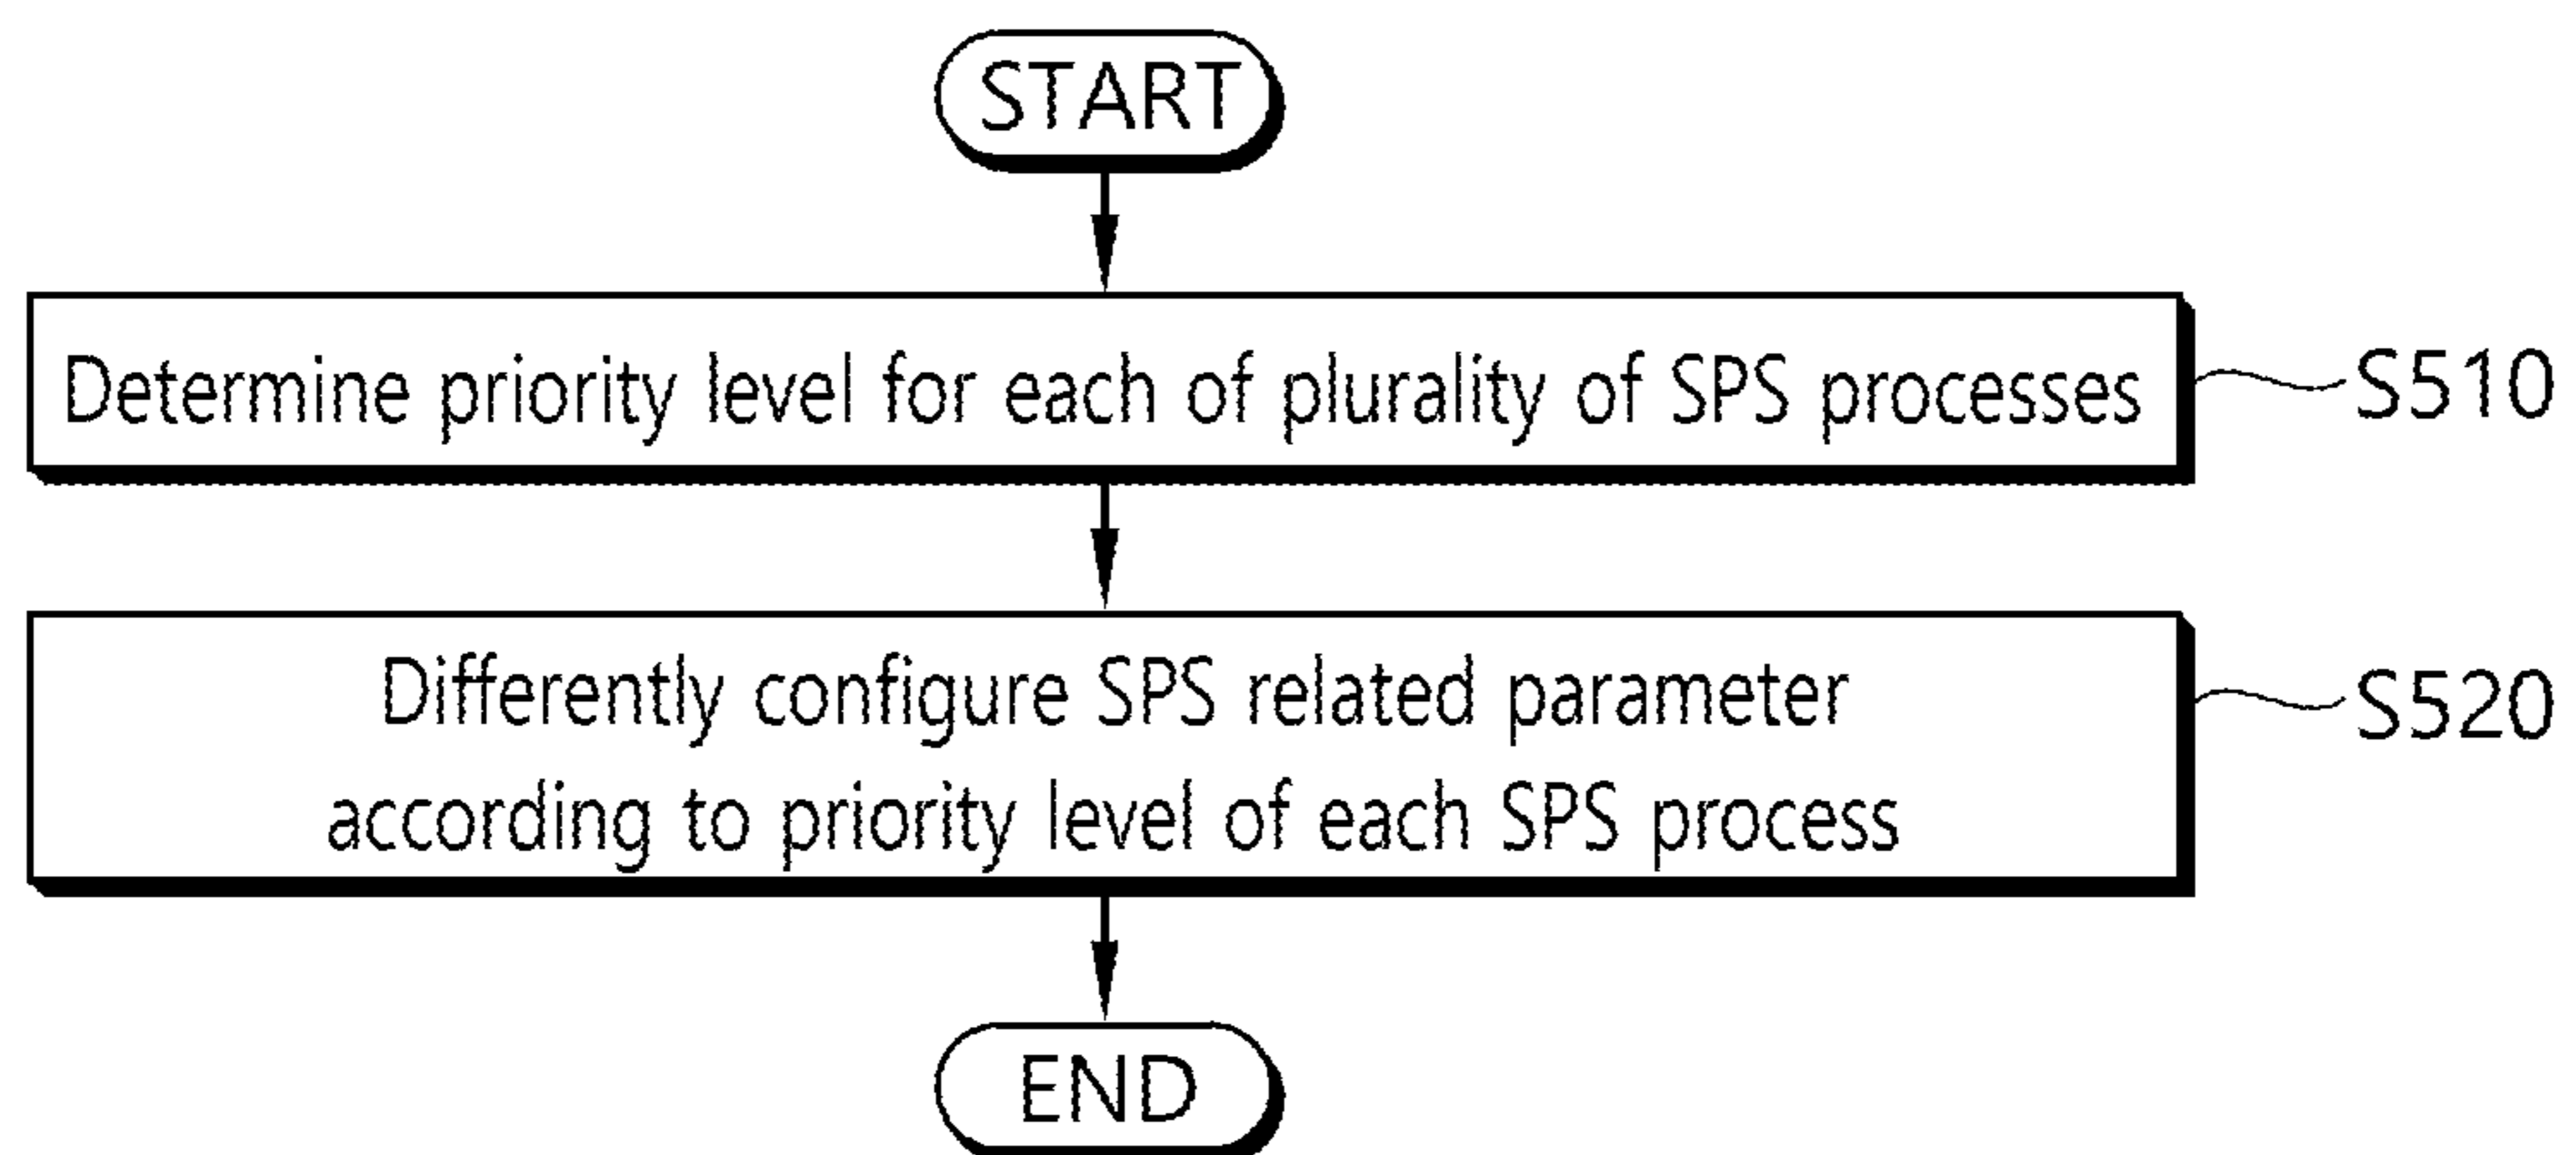 START
Determine priority level for each of plurality of SPS processes
S510
Differently configure SPS related parameter
according to priority level of each SPS process
S520
END